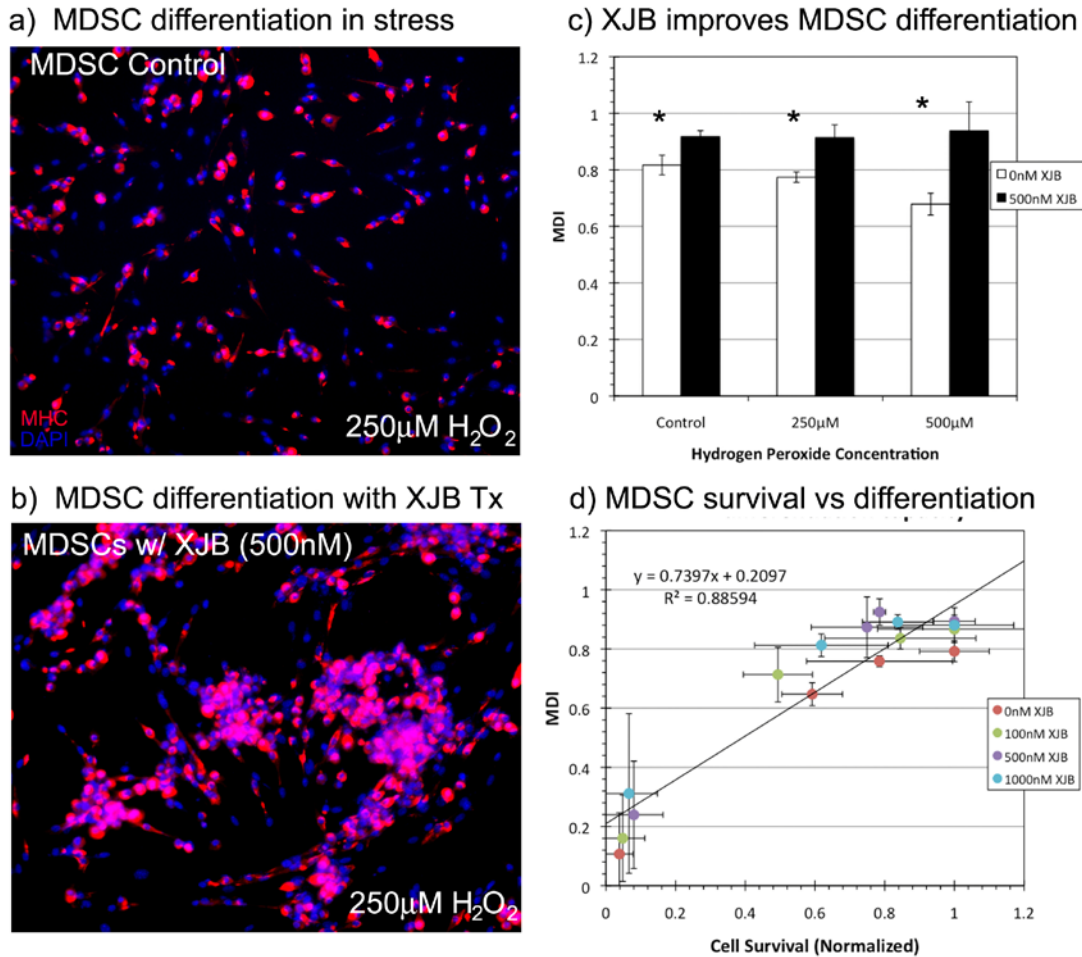 a) MDSC differentiation in stress
MDSC Control
MHC
DAPI
250μM H₂O₂
b) MDSC differentiation with XJB Tx
MDSCs w/ XJB (500nM)
250μM H₂O₂
c) XJB improves MDSC differentiation
1.2
1
0.8
0.6
0.4
0.2
0
MDI
* * *
0nM XJB
500nM XJB
Control 250μM 500μM
Hydrogen Peroxide Concentration
d) MDSC survival vs differentiation
1.2
1
0.8
0.6
0.4
0.2
0
MDI
y = 0.7397x + 0.2097
R² = 0.88594
0nM XJB
100nM XJB
500nM XJB
1000nM XJB
0 0.2 0.4 0.6 0.8 1 1.2
Cell Survival (Normalized)